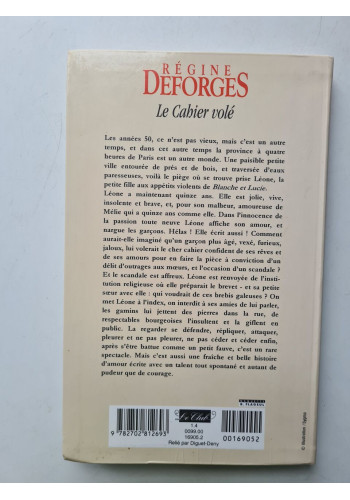 RÉGINE
DEFORGES
Le Cahier volé
Les années 50, ce n'est pas vieux, mais c'est un autre
temps, et dans cet autre temps la province à quatre
heures de Paris est un autre monde. Une paisible petite
ville entourée de prés et de bois, et traversée d'eaux
paresseuses, voilà le piège où se trouve prise Léone, la
petite fille aux appétits violents de Blanche et Lucie.
Léone a maintenant quinze ans. Elle est jolie, vive,
insolente et brave, et, pour son malheur, amoureuse de
Mélie qui a quinze ans comme elle. Dans l'innocence de
la passion toute neuve Léone affiche son amour, et
nargue les garçons. Hélas ! Elle écrit aussi ! Comment
aurait-elle imaginé qu'un garçon plus âgé, vexé, furieux,
jaloux, lui volerait le cher cahier confident de ses rêves et
de ses amours pour en faire la pièce à conviction d'un
délit d'outrages aux mœurs, et l'occasion d'un scandale ?
Et le scandale est affreux. Léone est renvoyée de l'insti-
tution religieuse où elle préparait le brevet - et sa petite
sœur avec elle : qui voudrait de ces brebis galeuses ? On
met Léone à l'index, on interdit à ses amies de lui parler,
les gamins lui jettent des pierres dans la rue, de
respectables bourgeoises l'insultent et la giflent en
public. La regarder se défendre, répliquer, attaquer,
pleurer et ne pas pleurer, ne pas céder et céder enfin,
après s'être battue comme un petit fauve, c'est un rare
spectacle. Mais c'est aussi une fraîche et belle histoire
d'amour écrite avec un talent tout spontané et autant de
pudeur que de courage.
Le Club
1.4
0099.00
16905.2
Relié par Diguet-Deny
9 782702 812693
00169052